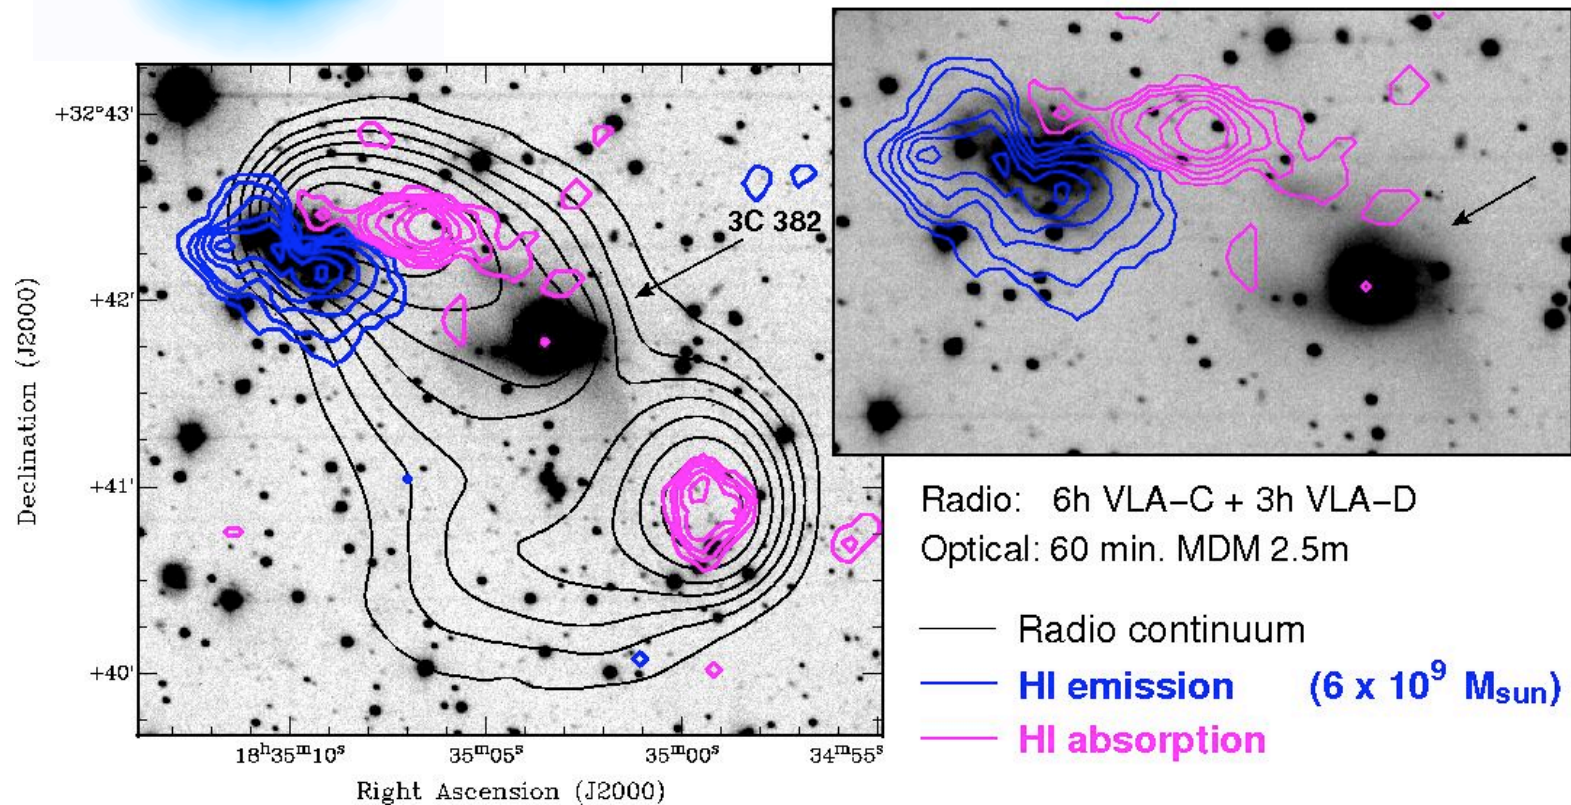 +32°43'
+42'
+41'
+40'
Declination (J2000)
3C 382
18ʰ35ᵐ10ˢ
35ᵐ05ˢ
35ᵐ00ˢ
34ᵐ55ˢ
Right Ascension (J2000)
Radio: 6h VLA−C + 3h VLA−D
Optical: 60 min. MDM 2.5m
Radio continuum
HI emission (6 x 10⁹ Msun)
HI absorption